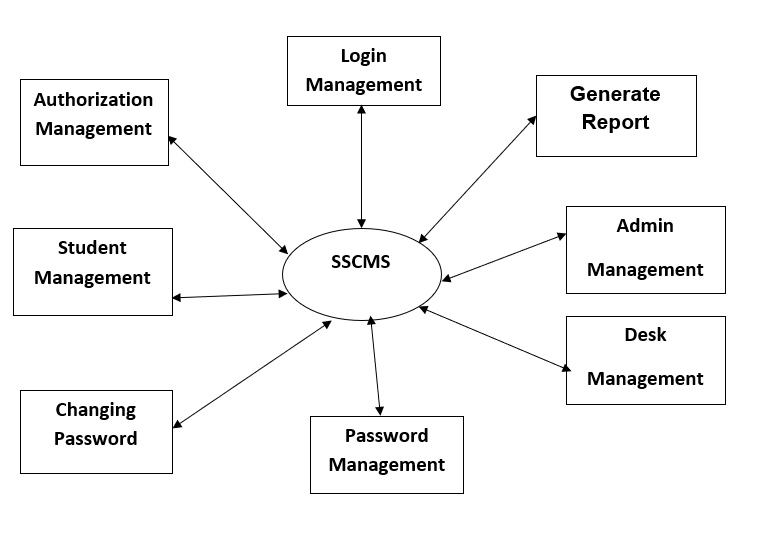 Login
Management
Authorization
Management
Generate
Report
Student
Management
SSCMS
Admin
Management
Desk
Management
Changing
Password
Password
Management